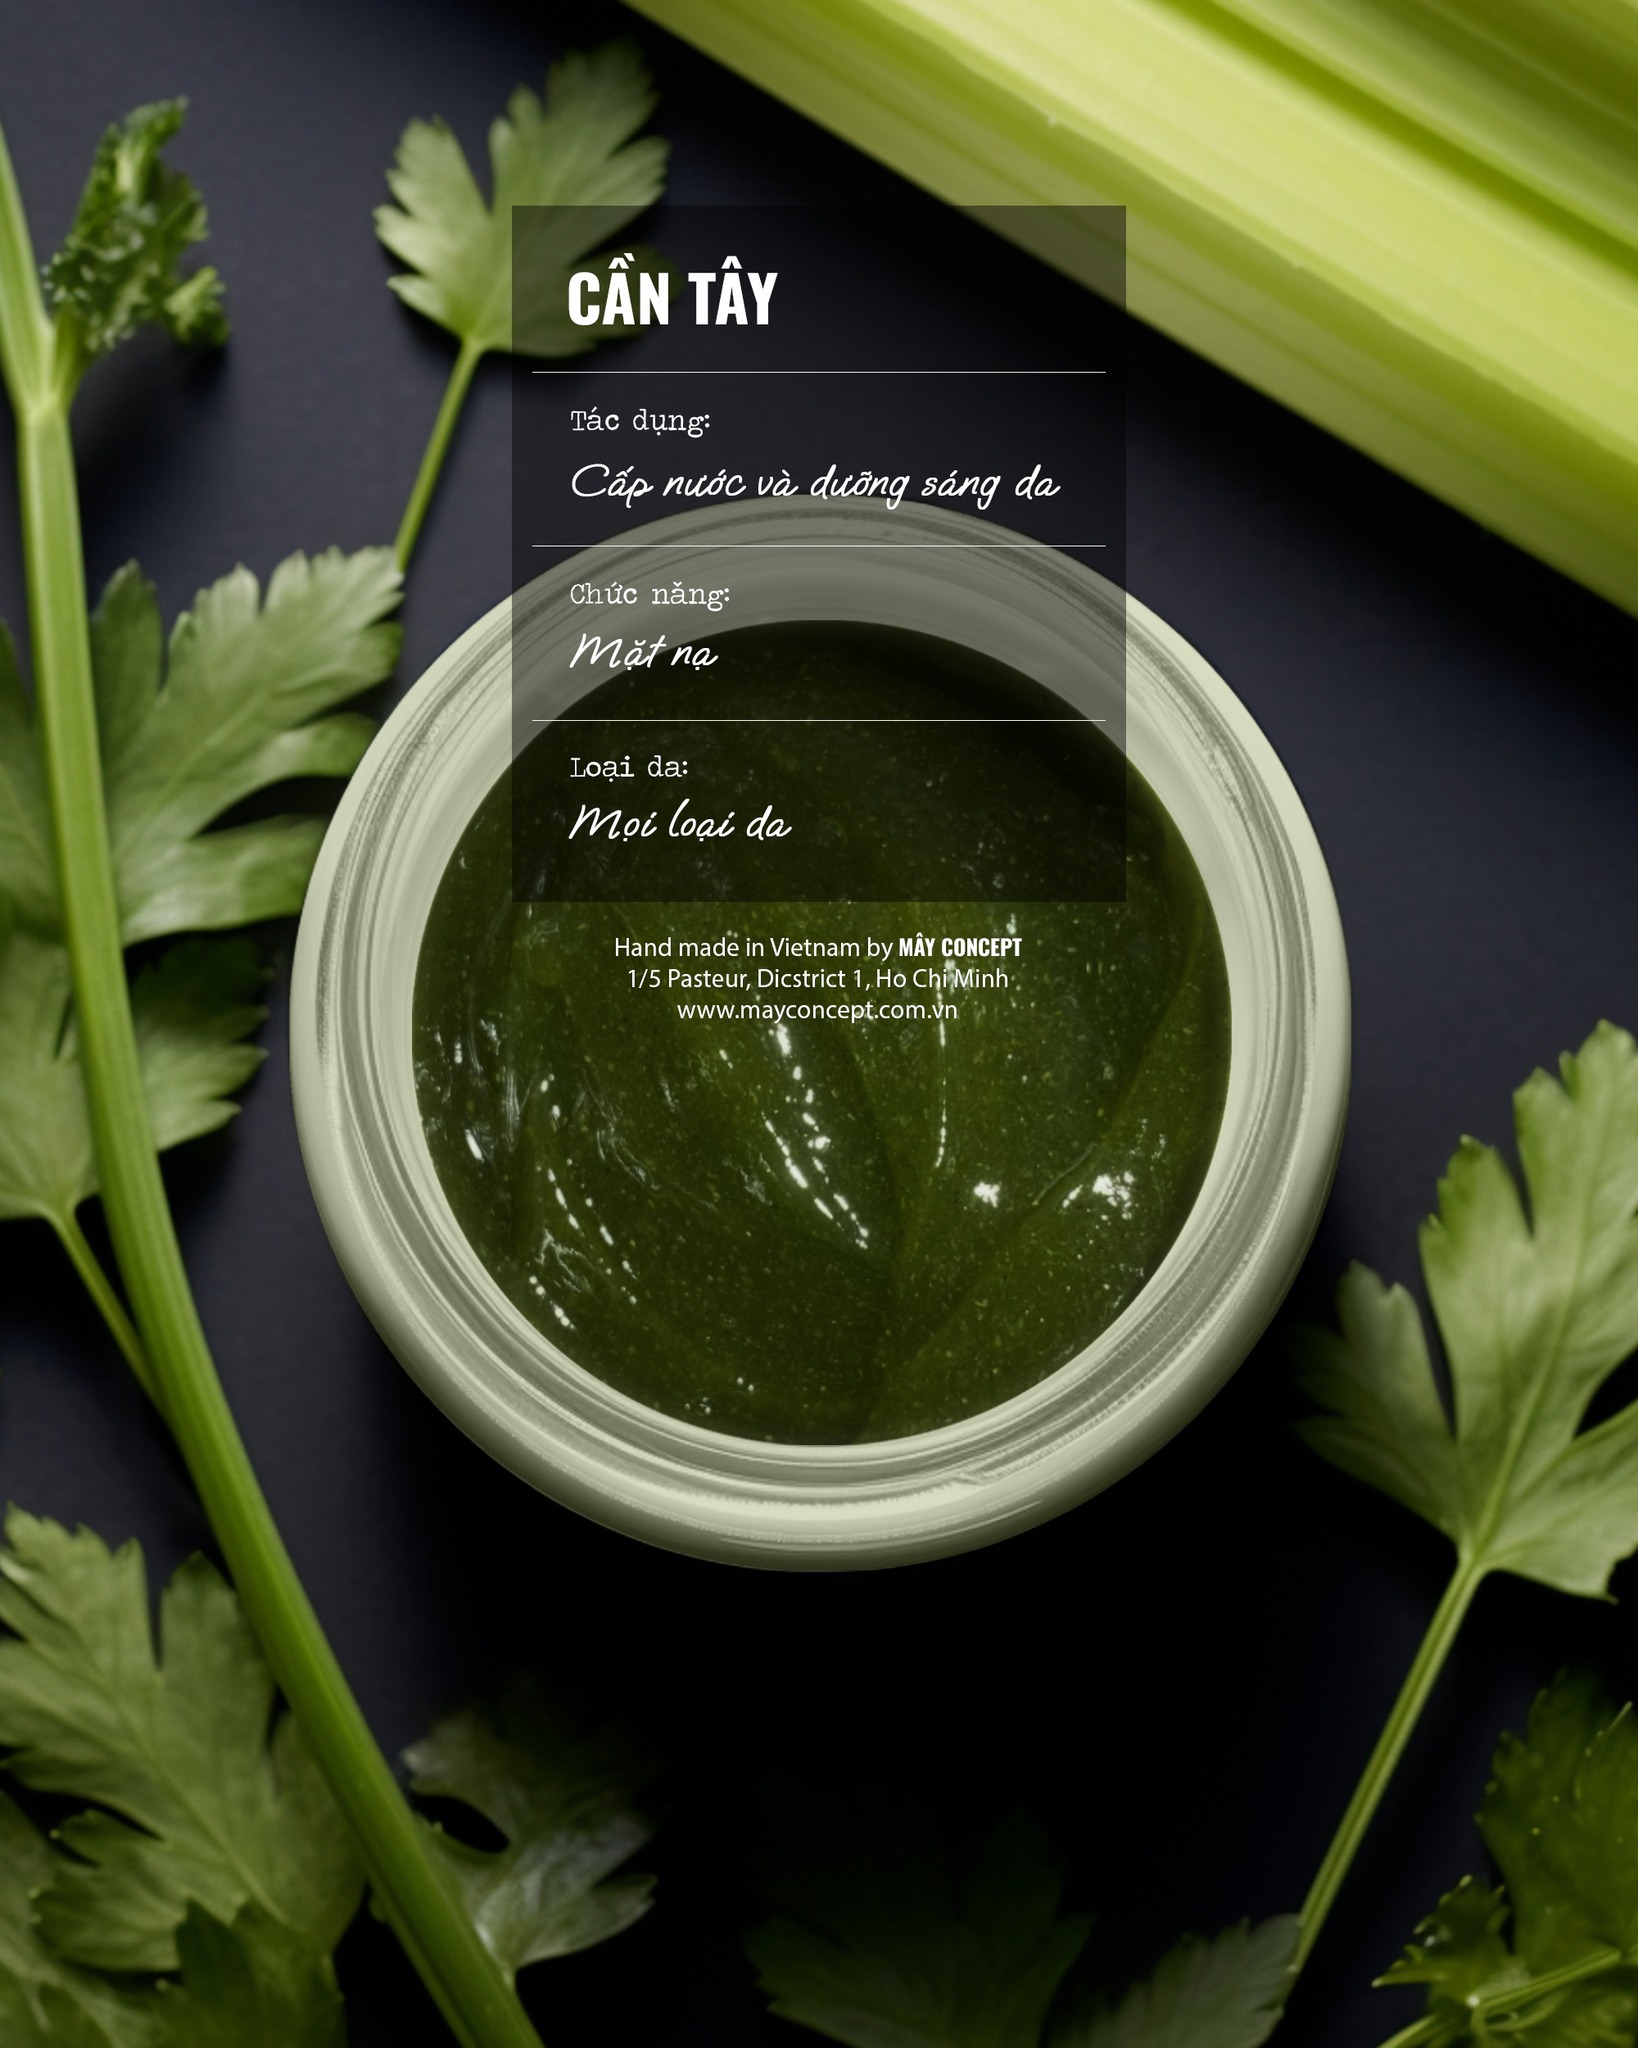 CẦN TÂY
Tác dụng:
Cấp nước và dưỡng sáng da
Chức năng:
Mặt nạ
Loại da:
Mọi loại da
Hand made in Vietnam by MÂY CONCEPT
1/5 Pasteur, Dicstrict 1, Ho Chi Minh
www.mayconcept.com.vn